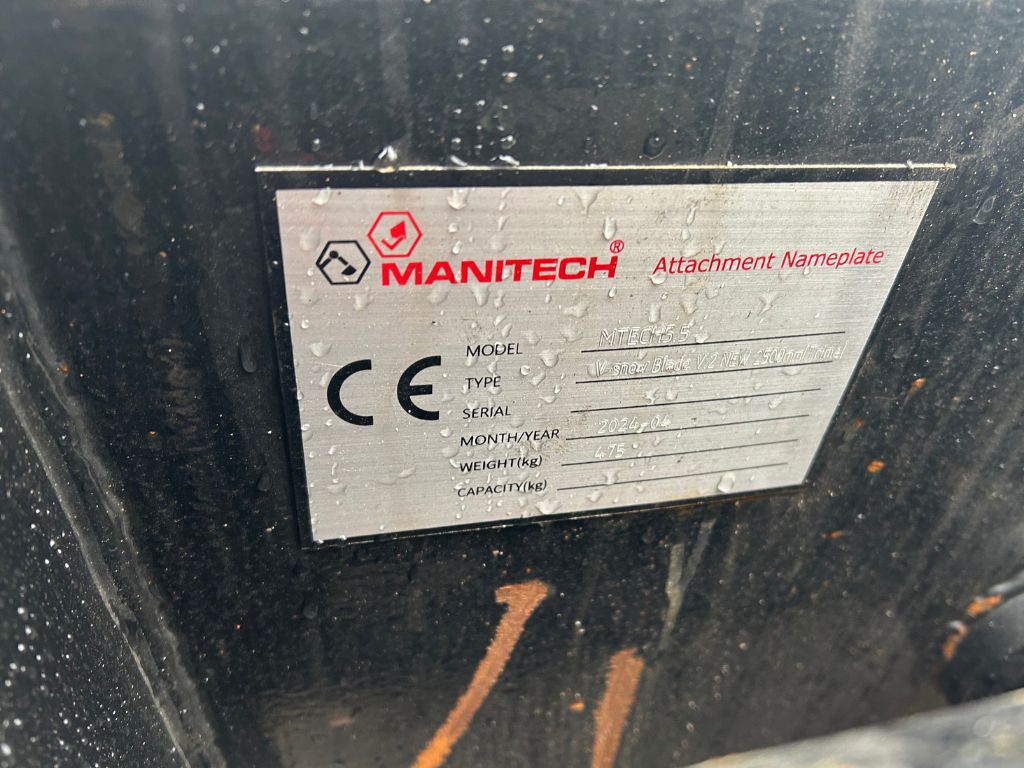 MANITECH® Attachment Nameplate
CE
MODEL MTECH5.5
TYPE V-snow Blade V.2 NEW 2500mm(Trima)
SERIAL
MONTH/YEAR 2024-04
WEIGHT(kg) 475
CAPACITY(kg)